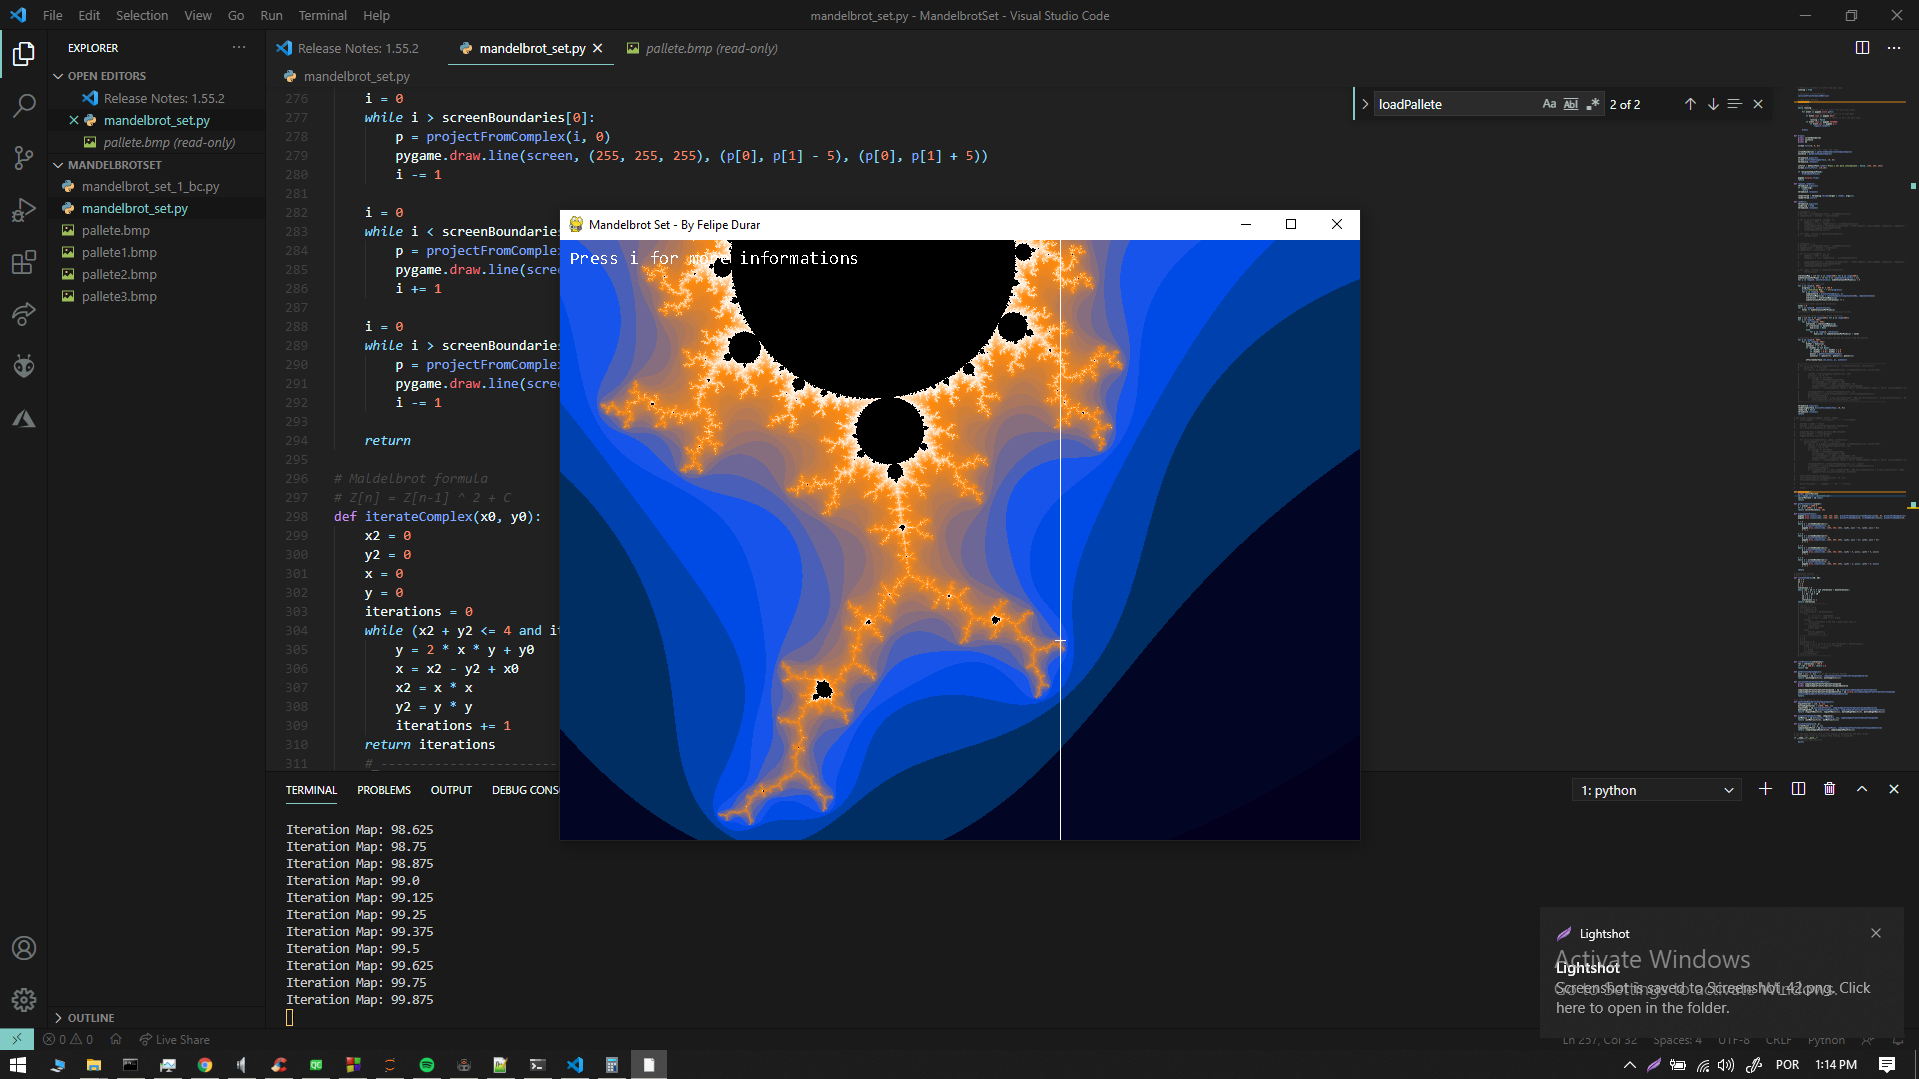 File Edit Selection View Go Run Terminal Help
mandelbrot_set.py - MandelbrotSet - Visual Studio Code
EXPLORER
OPEN EDITORS
Release Notes: 1.55.2
mandelbrot_set.py
pallete.bmp (read-only)
MANDELBROTSET
mandelbrot_set_1_bc.py
mandelbrot_set.py
pallete.bmp
pallete1.bmp
pallete2.bmp
pallete3.bmp
OUTLINE
Release Notes: 1.55.2
mandelbrot_set.py
pallete.bmp (read-only)
mandelbrot_set.py
loadPallete
Aa Abl .*
2 of 2
276 i = 0
277 while i > screenBoundaries[0]:
278 p = projectFromComplex(i, 0)
279 pygame.draw.line(screen, (255, 255, 255), (p[0], p[1] - 5), (p[0], p[1] + 5))
280 i -= 1
281
282 i = 0
283 while i < screenBoundaries
284 p = projectFromComple
285 pygame.draw.line(scre
286 i += 1
287
288 i = 0
289 while i > screenBoundaries
290 p = projectFromComple
291 pygame.draw.line(scre
292 i -= 1
293
294 return
295
296 # Maldelbrot formula
297 # Z[n] = Z[n-1] ^ 2 + C
298 def iterateComplex(x0, y0):
299 x2 = 0
300 y2 = 0
301 x = 0
302 y = 0
303 iterations = 0
304 while (x2 + y2 <= 4 and i
305 y = 2 * x * y + y0
306 x = x2 - y2 + x0
307 x2 = x * x
308 y2 = y * y
309 iterations += 1
310 return iterations
311 # -----------------------
Mandelbrot Set - By Felipe Durar
Press i for more informations
TERMINAL PROBLEMS OUTPUT DEBUG CONS
1: python
Iteration Map: 98.625
Iteration Map: 98.75
Iteration Map: 98.875
Iteration Map: 99.0
Iteration Map: 99.125
Iteration Map: 99.25
Iteration Map: 99.375
Iteration Map: 99.5
Iteration Map: 99.625
Iteration Map: 99.75
Iteration Map: 99.875
Lightshot
Activate Windows
Lightshot
Go to Settings to activate Windows.
Screenshot is saved to Screenshot_42.png. Click
here to open in the folder.
0 0 Live Share
Ln 257, Col 32 Spaces: 4 UTF-8 CRLF Python
POR 1:14 PM